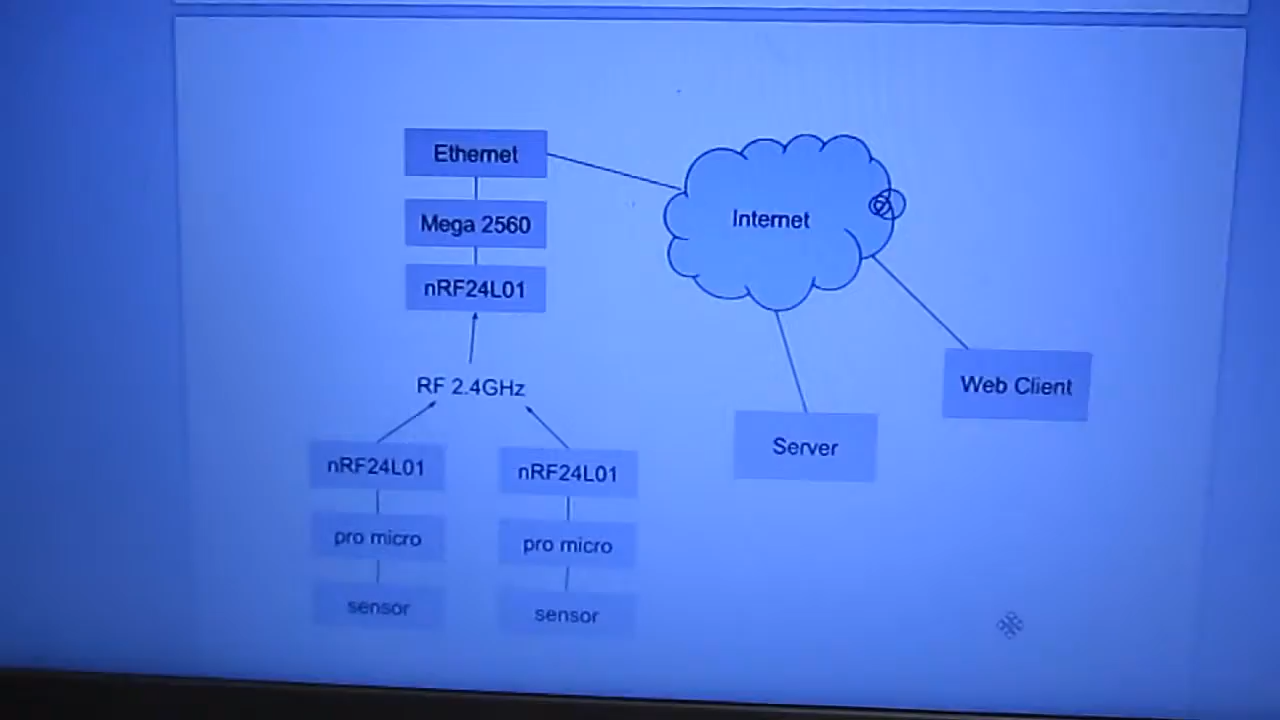 Ethernet
Mega 2560
nRF24L01
RF 2.4GHz
nRF24L01
pro micro
sensor
nRF24L01
pro micro
sensor
Internet
Server
Web Client